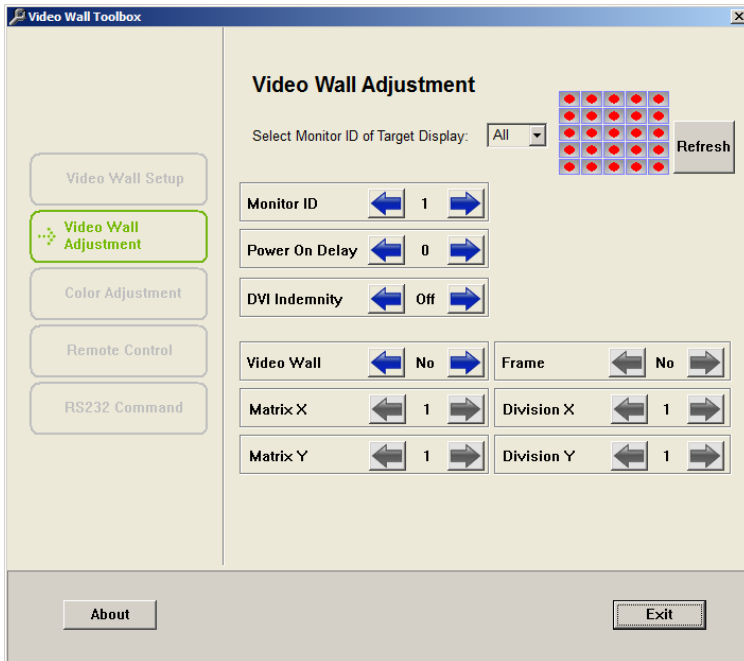 Video Wall Toolbox
Video Wall Adjustment
Select Monitor ID of Target Display: All
Refresh
Video Wall Setup
Video Wall
Adjustment
Color Adjustment
Remote Control
RS232 Command
Monitor ID 1
Power On Delay 0
DVI Indemnity Off
Video Wall No Frame No
Matrix X 1 Division X 1
Matrix Y 1 Division Y 1
About Exit